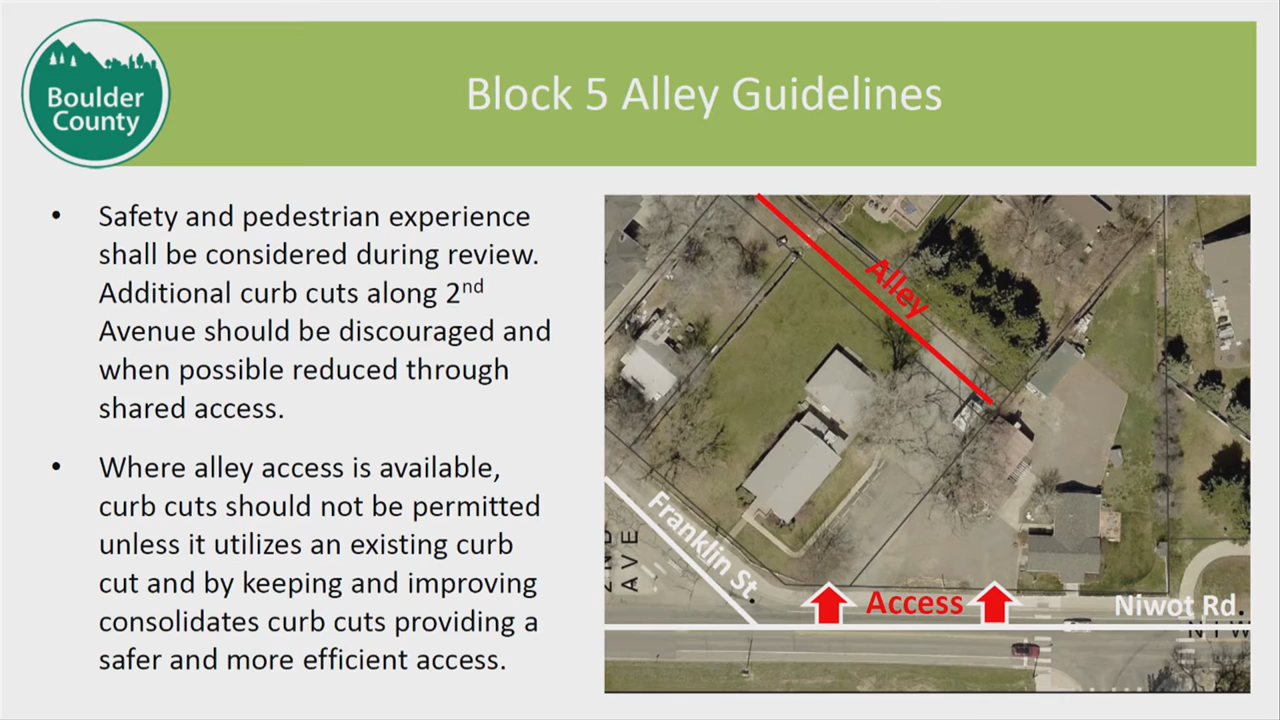 Boulder
County
Block 5 Alley Guidelines
• Safety and pedestrian experience
shall be considered during review.
Additional curb cuts along 2nd
Avenue should be discouraged and
when possible reduced through
shared access.
• Where alley access is available,
curb cuts should not be permitted
unless it utilizes an existing curb
cut and by keeping and improving
consolidates curb cuts providing a
safer and more efficient access.
Alley
Franklin St.
2ND
AVE
Access
Niwot Rd.
NIW